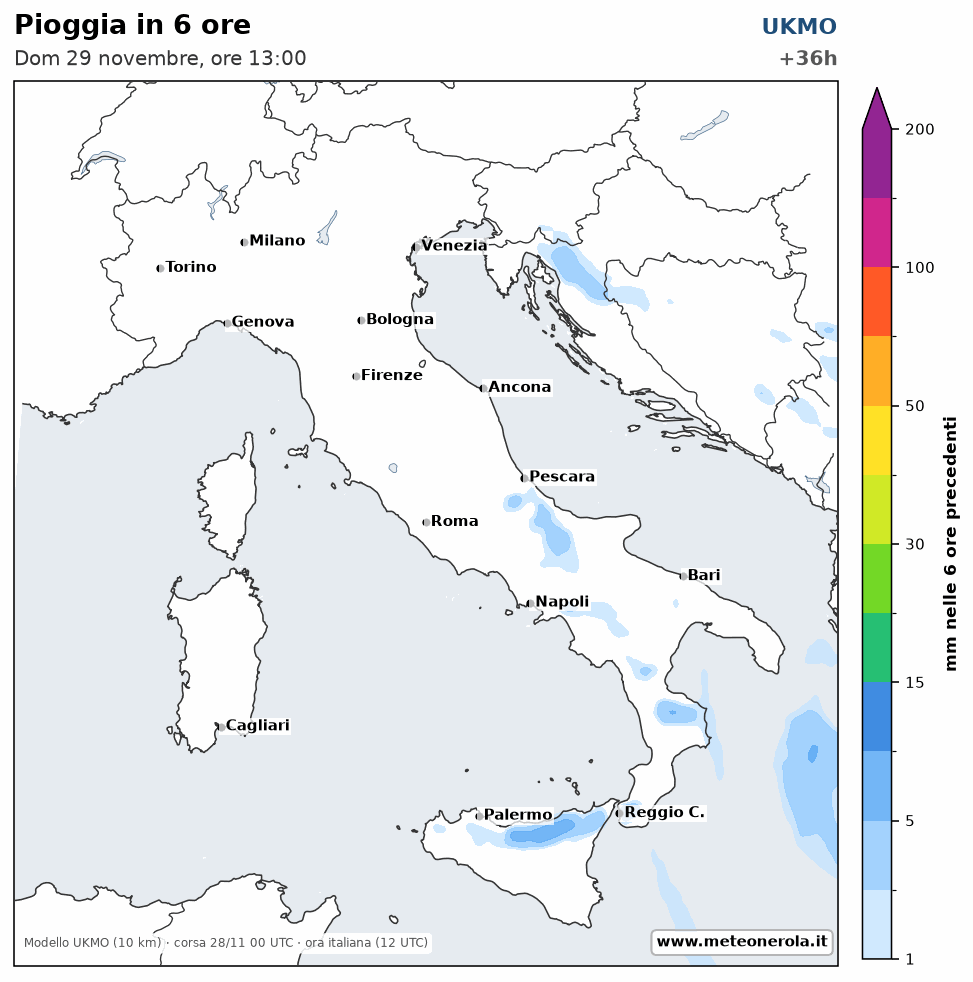 Pioggia in 6 ore
UKMO
Dom 29 novembre, ore 13:00
+36h
200
Milano
Venezia
Torino
100
Genova
Bologna
Firenze
Ancona
50
Pescara
Roma
30
Bari
Napoli
15
Cagliari
Palermo
Reggio C.
5
mm nelle 6 ore precedenti
Modello UKMO (10 km) · corsa 28/11 00 UTC · ora italiana (12 UTC)
www.meteonerola.it
1